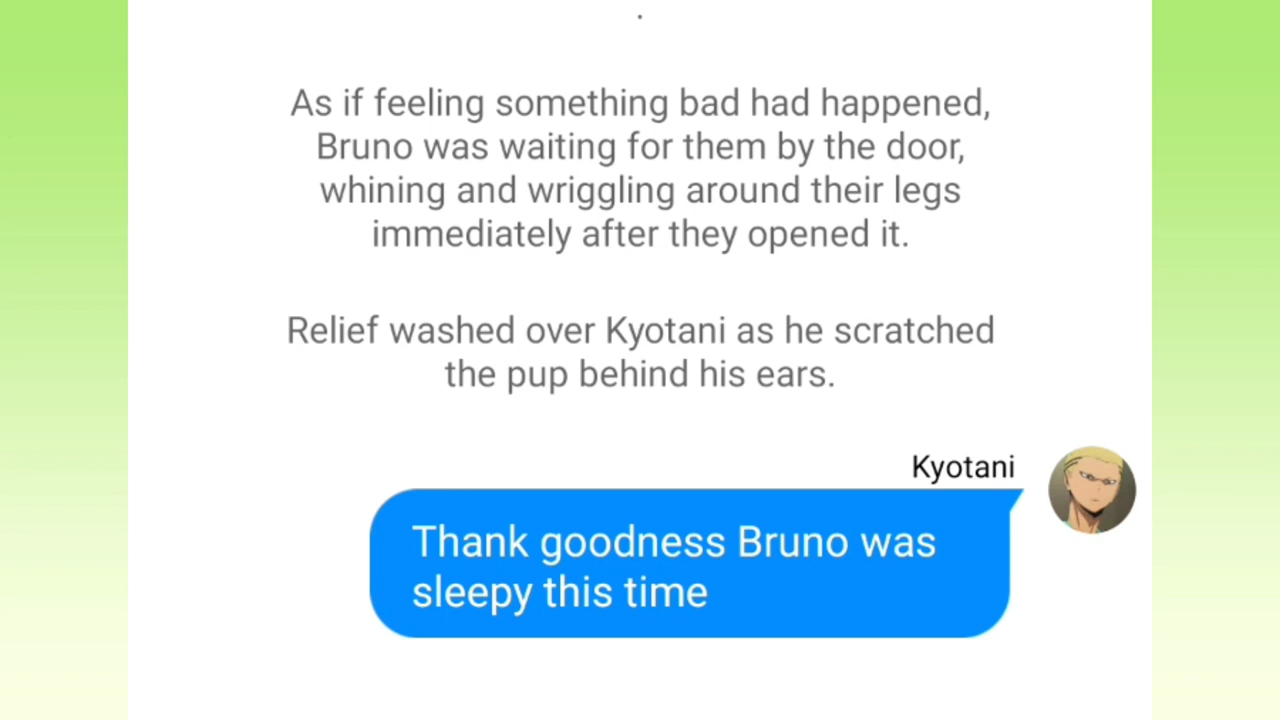 .
As if feeling something bad had happened,
Bruno was waiting for them by the door,
whining and wriggling around their legs
immediately after they opened it.
Relief washed over Kyotani as he scratched
the pup behind his ears.
Kyotani
Thank goodness Bruno was
sleepy this time